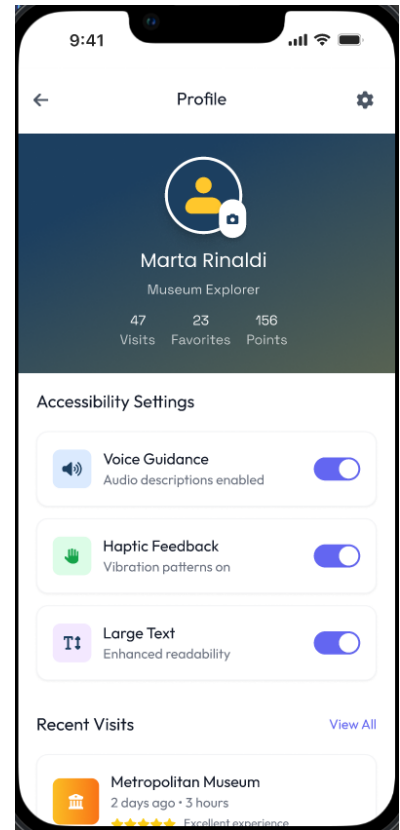 9:41
Profile
Marta Rinaldi
Museum Explorer
47 23 156
Visits Favorites Points
Accessibility Settings
Voice Guidance
Audio descriptions enabled
Haptic Feedback
Vibration patterns on
TI Large Text
Enhanced readability
Recent Visits View All
Metropolitan Museum
2 days ago • 3 hours
Excellent experience